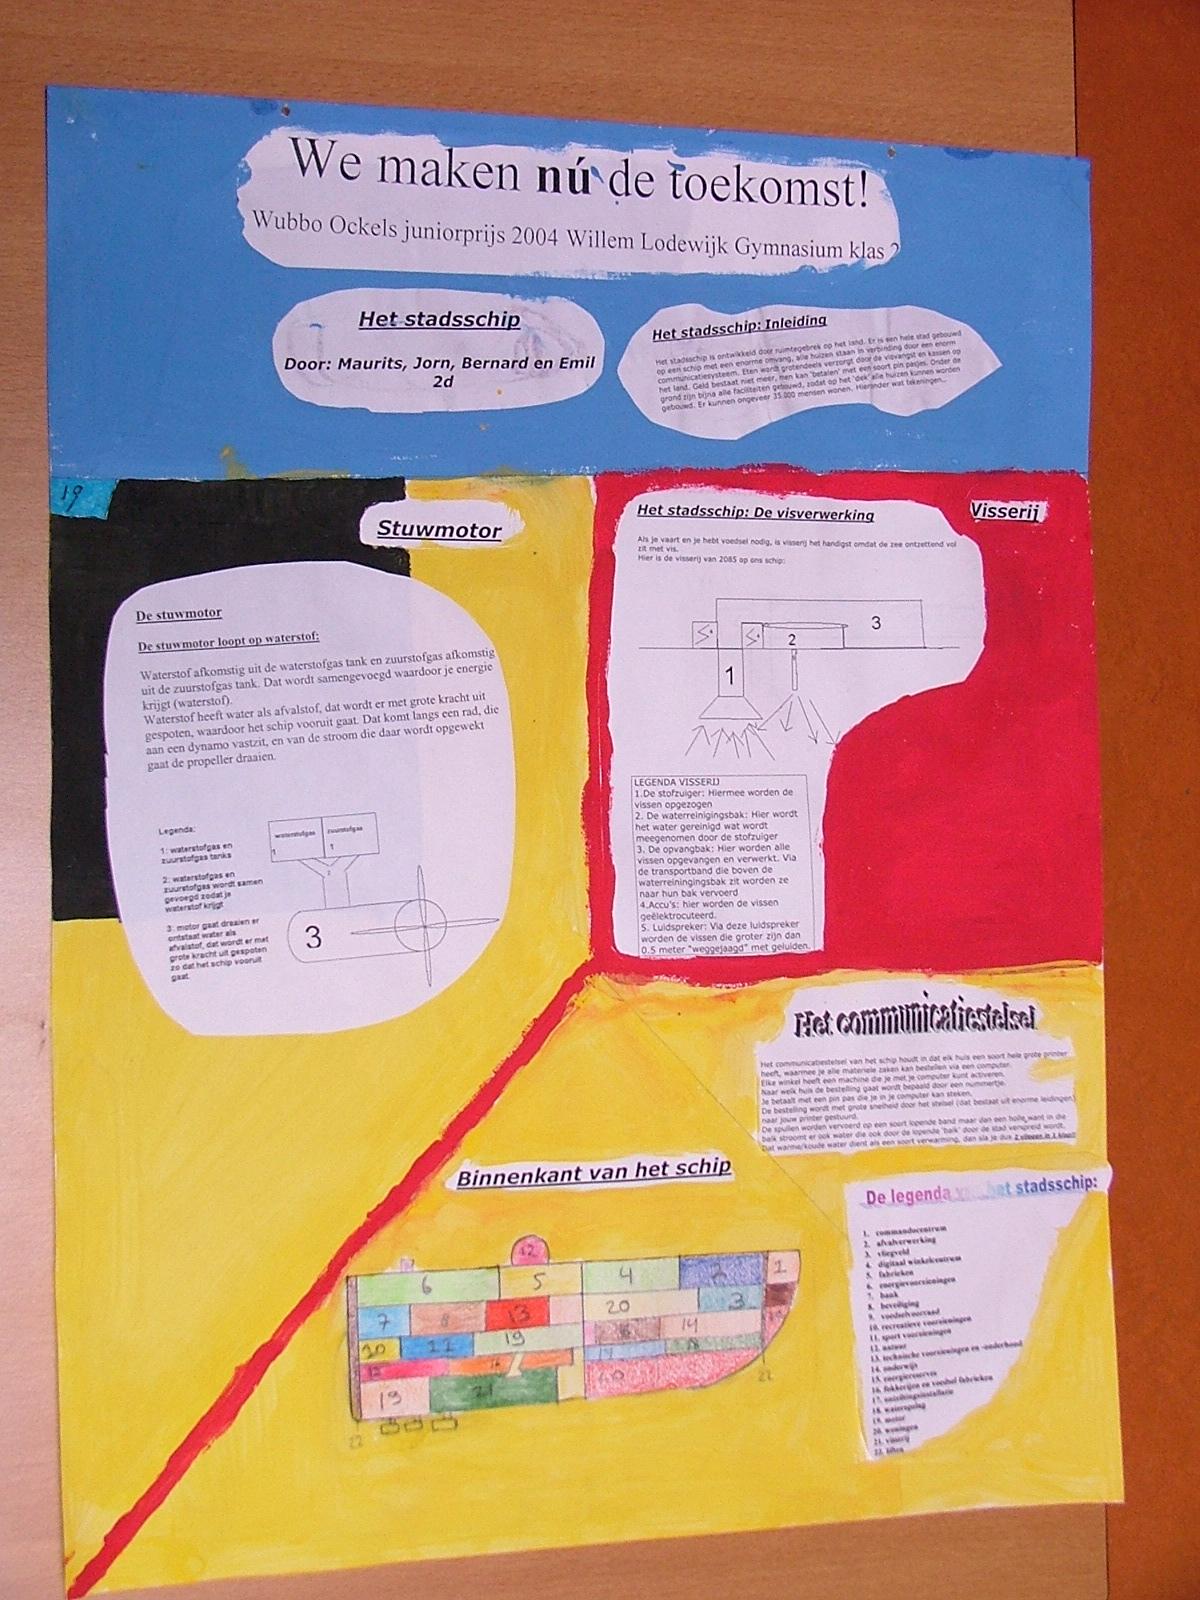 We maken nú de toekomst!
Wubbo Ockels juniorprijs 2004 Willem Lodewijk Gymnasium klas 2
Het stadsschip
Door: Maurits, Jorn, Bernard en Emil
2d
Het stadsschip: Inleiding
Het stadsschip is ontwikkeld door ruimtegebrek op het land. Er is een hele stad gebouwd
op een schip met een enorme omvang, alle huizen staan in verbinding door een enorm
communicatiesysteem. Eten wordt grotendeels verzorgt door de visvangst en kassen op
het land. Geld bestaat niet meer, men kan 'betalen' met een soort pin pasjes. Onder de
grond zijn bijna alle faciliteiten gebouwd, zodat op het 'dek' alle huizen kunnen worden
gebouwd. Er kunnen ongeveer 35.000 mensen wonen. Hieronder wat tekeningen..
19
Stuwmotor
De stuwmotor
De stuwmotor loopt op waterstof:
Waterstof afkomstig uit de waterstofgas tank en zuurstofgas afkomstig
uit de zuurstofgas tank. Dat wordt samengevoegd waardoor je energie
krijgt (waterstof).
Waterstof heeft water als afvalstof, dat wordt er met grote kracht uit
gespoten, waardoor het schip vooruit gaat. Dat komt langs een rad, die
aan een dynamo vastzit, en van de stroom die daar wordt opgewekt
gaat de propeller draaien.
Legenda:
1: waterstofgas en
zuurstofgas tanks
2: waterstofgas en
zuurstofgas wordt samen
gevoegd zodat je
waterstof krijgt
3: motor gaat draaien er
ontstaat water als
afvalstof, dat wordt er met
grote kracht uit gespoten
zo dat het schip vooruit
gaat.
waterstofgas zuurstofgas
1 1
2
3
Het stadsschip: De visverwerking
Visserij
Als je vaart en je hebt voedsel nodig, is visserij het handigst omdat de zee ontzettend vol
zit met vis.
Hier is de visserij van 2085 op ons schip:
3
2
1
LEGENDA VISSERIJ
1.De stofzuiger: Hiermee worden de
vissen opgezogen
2. De waterreinigingsbak: Hier wordt
het water gereinigd wat wordt
meegenomen door de stofzuiger
3. De opvangbak: Hier worden alle
vissen opgevangen en verwerkt. Via
de transportband die boven de
waterreiningingsbak zit worden ze
naar hun bak vervoerd
4.Accu's: hier worden de vissen
geëlektrocuteerd.
5. Luidspreker: Via deze luidspreker
worden de vissen die groter zijn dan
0.5 meter "weggejaagd" met geluiden.
Het communicatiestelsel
Het communicatiestelsel van het schip houdt in dat elk huis een soort hele grote printer
heeft, waarmee je alle materiele zaken kan bestellen via een computer.
Elke winkel heeft een machine die je met je computer kunt activeren.
Naar welk huis de bestelling gaat wordt bepaald door een nummertje.
Je betaalt met een pin pas die je in je computer kan steken.
De bestelling wordt met grote snelheid door het stelsel (dat bestaat uit enorme leidingen)
naar jouw printer gestuurd.
De spullen worden vervoerd op een soort lopende band maar dan een holle,want in die
balk stroomt er ook water die ook door de lopende 'balk' door de stad verspreid wordt.
Dat warme/koude water dient als een soort verwarming, dan sla je dus 2 vliegen in 1 klap!!
Binnenkant van het schip
12
6 5 4 2 1
7 8 13 20 3
10 11 19 16 14
17 18
19 21 20
22 22
De legenda van het stadsschip:
1. commandocentrum
2. afvalverwerking
3. vliegveld
4. digitaal winkelcentrum
5. fabrieken
6. energievoorzieningen
7. bank
8. beveiliging
9. voedselvoorraad
10. recreatieve voorzieningen
11. sport voorzieningen
12. natuur
13. technische voorzieningen en -onderhoud
14. onderwijs
15. energiereserves
16. fokkerijen en voedsel fabrieken
17. ontziltingsinstallatie
18. wateropslag
19. motor
20. woningen
21. visserij
22. liften